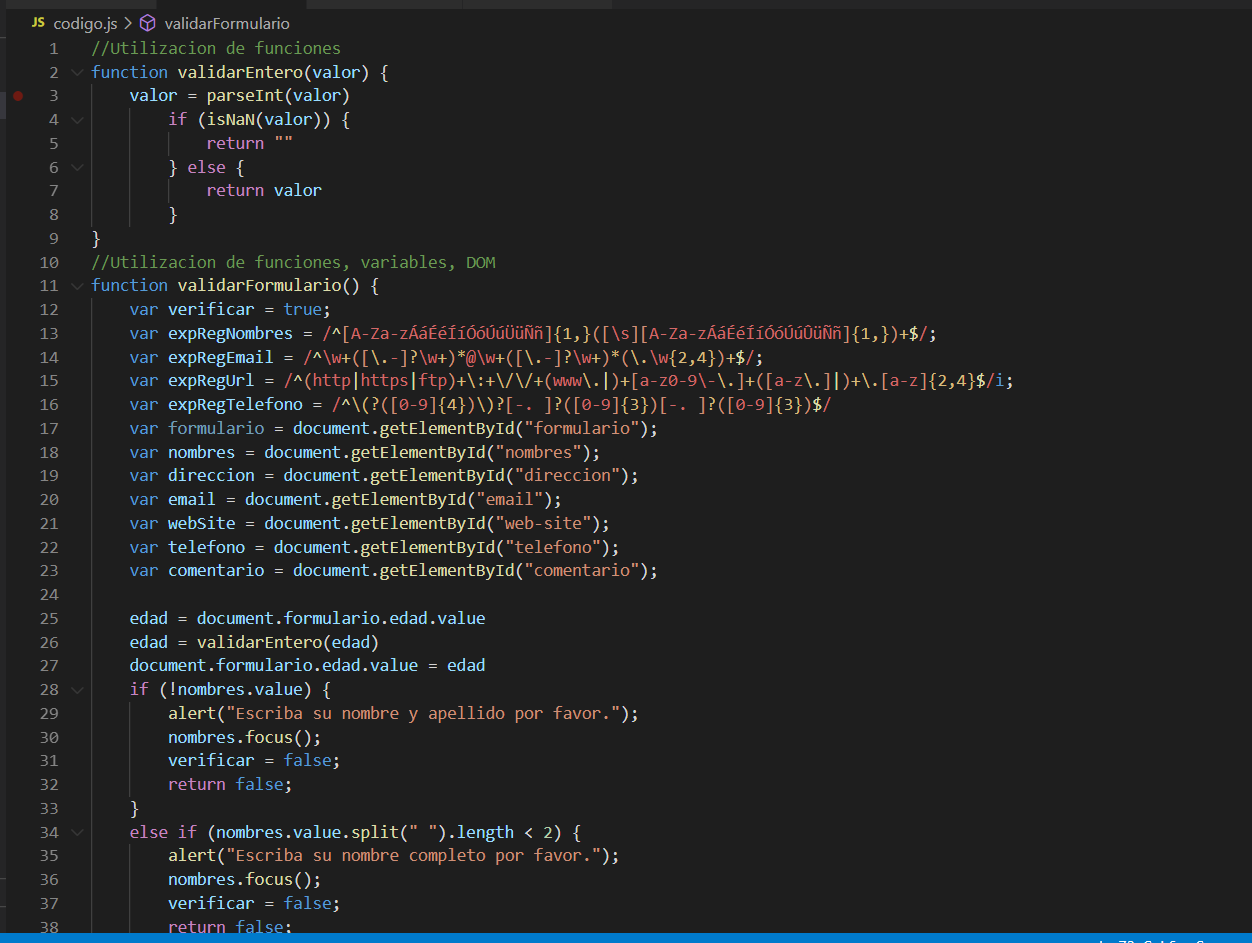 JS codigo.js > validarFormulario
1 //Utilizacion de funciones
2 function validarEntero(valor) {
3 valor = parseInt(valor)
4 if (isNaN(valor)) {
5 return ""
6 } else {
7 return valor
8 }
9 }
10 //Utilizacion de funciones, variables, DOM
11 function validarFormulario() {
12 var verificar = true;
13 var expRegNombres = /^[A-Za-zÁáÉéÍíÓóÚúÜüÑñ]{1,}([\s][A-Za-zÁáÉéÍíÓóÚúÛüÑñ]{1,})+$/;
14 var expRegEmail = /^\w+([\.-]?\w+)*@\w+([\.-]?\w+)*(\.\w{2,4})+$/;
15 var expRegUrl = /^(http|https|ftp)+\:+\/\/+(www\.|)+[a-z0-9\-\.]+([a-z\.]|)+\.[a-z]{2,4}$/i;
16 var expRegTelefono = /^\(?([0-9]{4})\)?[-. ]?([0-9]{3})[-. ]?([0-9]{3})$/
17 var formulario = document.getElementById("formulario");
18 var nombres = document.getElementById("nombres");
19 var direccion = document.getElementById("direccion");
20 var email = document.getElementById("email");
21 var webSite = document.getElementById("web-site");
22 var telefono = document.getElementById("telefono");
23 var comentario = document.getElementById("comentario");
24
25 edad = document.formulario.edad.value
26 edad = validarEntero(edad)
27 document.formulario.edad.value = edad
28 if (!nombres.value) {
29 alert("Escriba su nombre y apellido por favor.");
30 nombres.focus();
31 verificar = false;
32 return false;
33 }
34 else if (nombres.value.split(" ").length < 2) {
35 alert("Escriba su nombre completo por favor.");
36 nombres.focus();
37 verificar = false;
38 return false;